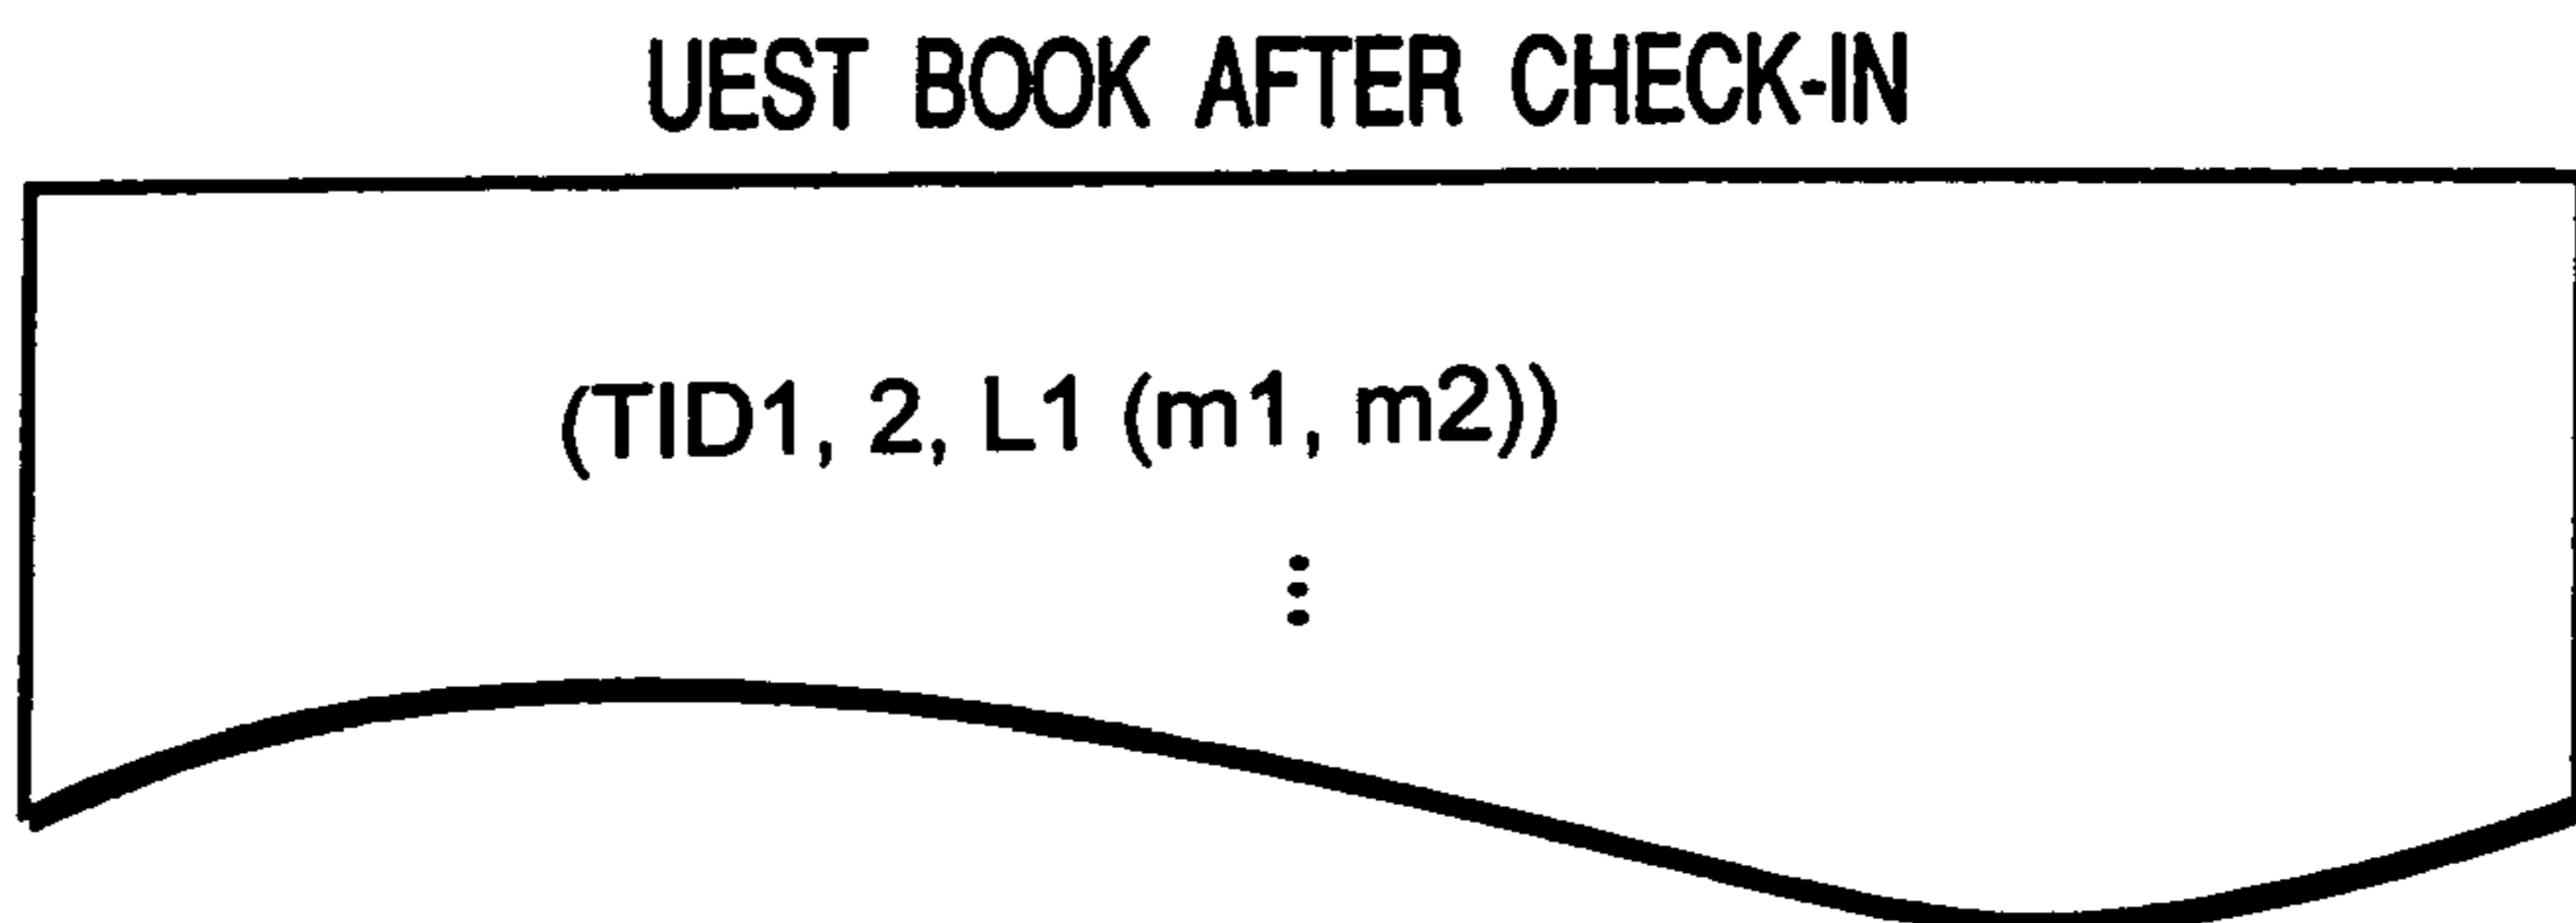 UEST BOOK AFTER CHECK-IN
(TID1, 2, L1 (m1, m2))